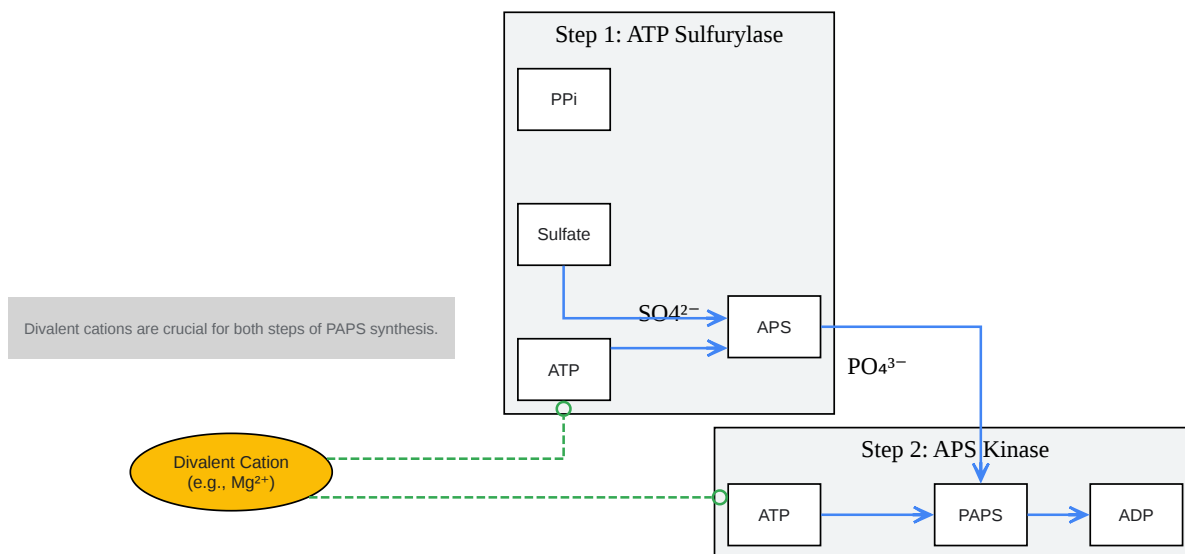 Step 1: ATP Sulfurylase
PPi
Sulfate
SO4²⁻
APS
Divalent cations are crucial for both steps of PAPS synthesis.
ATP
PO₄³⁻
Step 2: APS Kinase
Divalent Cation
(e.g., Mg²⁺)
ATP
PAPS
ADP